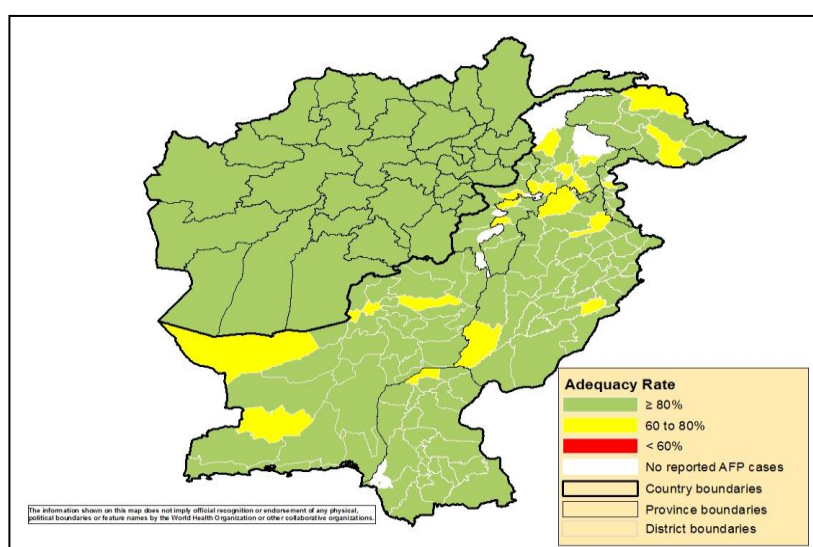 Adequacy Rate
≥ 80%
60 to 80%
< 60%
No reported AFP cases
Country boundaries
Province boundaries
District boundaries
The information shown on this map does not imply official recognition or endorsement of any physical,
political boundaries or feature names by the World Health Organization or other collaborative organizations.